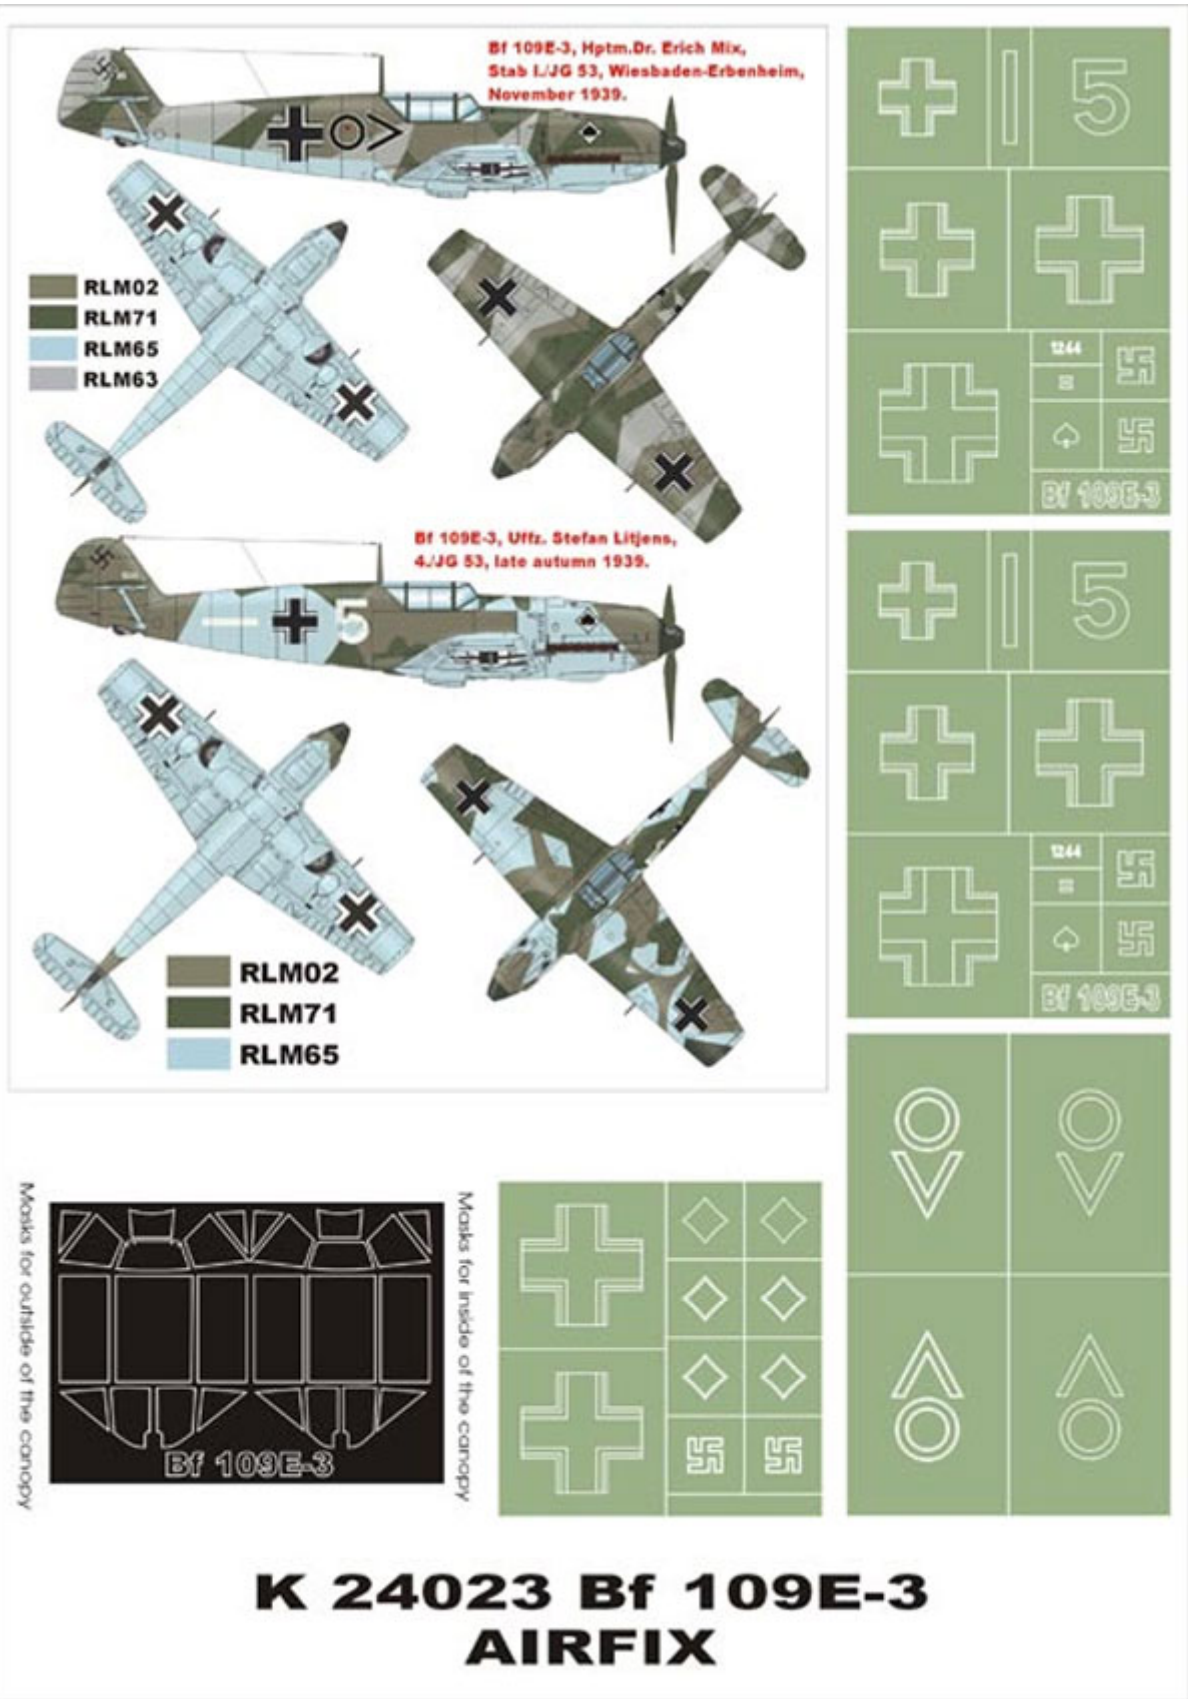 Bf 109E-3, Hptm.Dr. Erich Mix,
Stab I./JG 53, Wiesbaden-Erbenheim,
November 1939.
RLM02
RLM71
RLM65
RLM63
Bf 109E-3, Uffz. Stefan Litjens,
4./JG 53, late autumn 1939.
5
RLM02
RLM71
RLM65
5
1244
Bf 109E-3
5
1244
Bf 109E-3
Masks for outside of the canopy
Bf 109E-3
Masks for inside of the canopy
K 24023 Bf 109E-3
AIRFIX